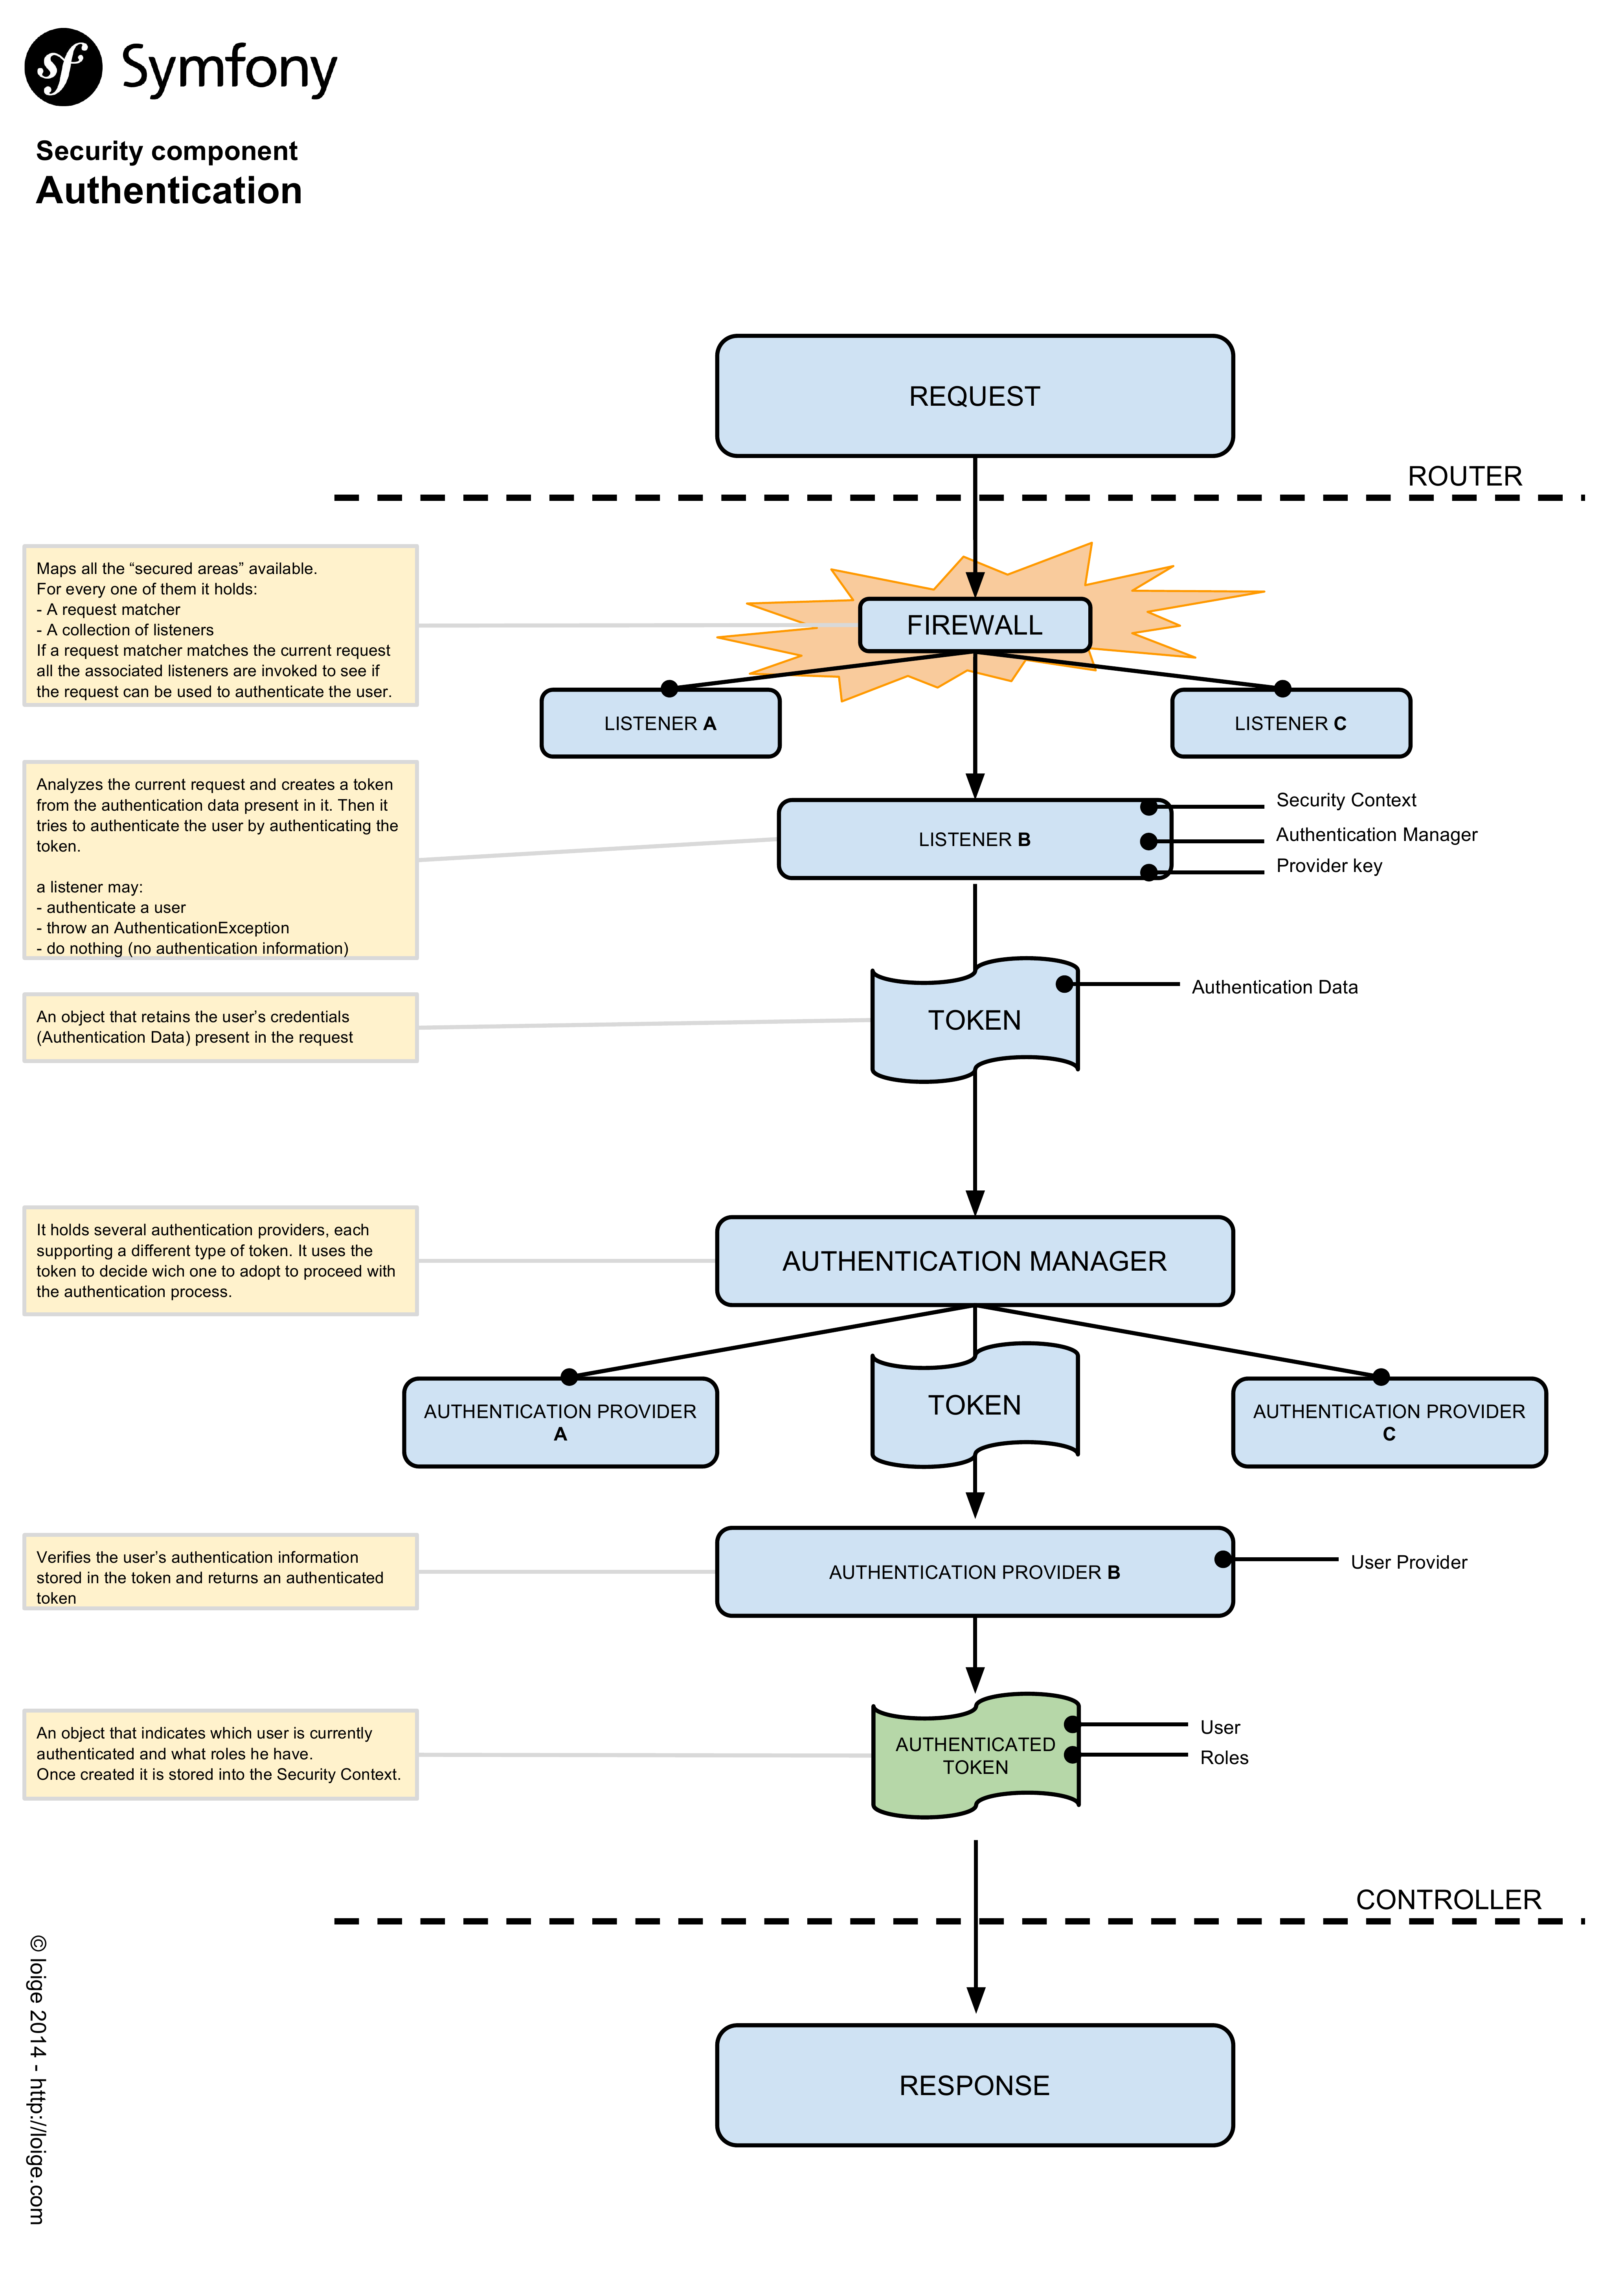 Symfony
Security component
Authentication
REQUEST
ROUTER
Maps all the “secured areas” available.
For every one of them it holds:
- A request matcher
- A collection of listeners
If a request matcher matches the current request
all the associated listeners are invoked to see if
the request can be used to authenticate the user.
FIREWALL
LISTENER A
LISTENER C
Analyzes the current request and creates a token
from the authentication data present in it. Then it
tries to authenticate the user by authenticating the
token.
a listener may:
- authenticate a user
- throw an AuthenticationException
- do nothing (no authentication information)
LISTENER B
Security Context
Authentication Manager
Provider key
An object that retains the user’s credentials
(Authentication Data) present in the request
TOKEN
Authentication Data
It holds several authentication providers, each
supporting a different type of token. It uses the
token to decide wich one to adopt to proceed with
the authentication process.
AUTHENTICATION MANAGER
AUTHENTICATION PROVIDER
A
TOKEN
AUTHENTICATION PROVIDER
C
Verifies the user’s authentication information
stored in the token and returns an authenticated
token
AUTHENTICATION PROVIDER B
User Provider
An object that indicates which user is currently
authenticated and what roles he have.
Once created it is stored into the Security Context.
AUTHENTICATED
TOKEN
User
Roles
CONTROLLER
RESPONSE
© loige 2014 - http://loige.com